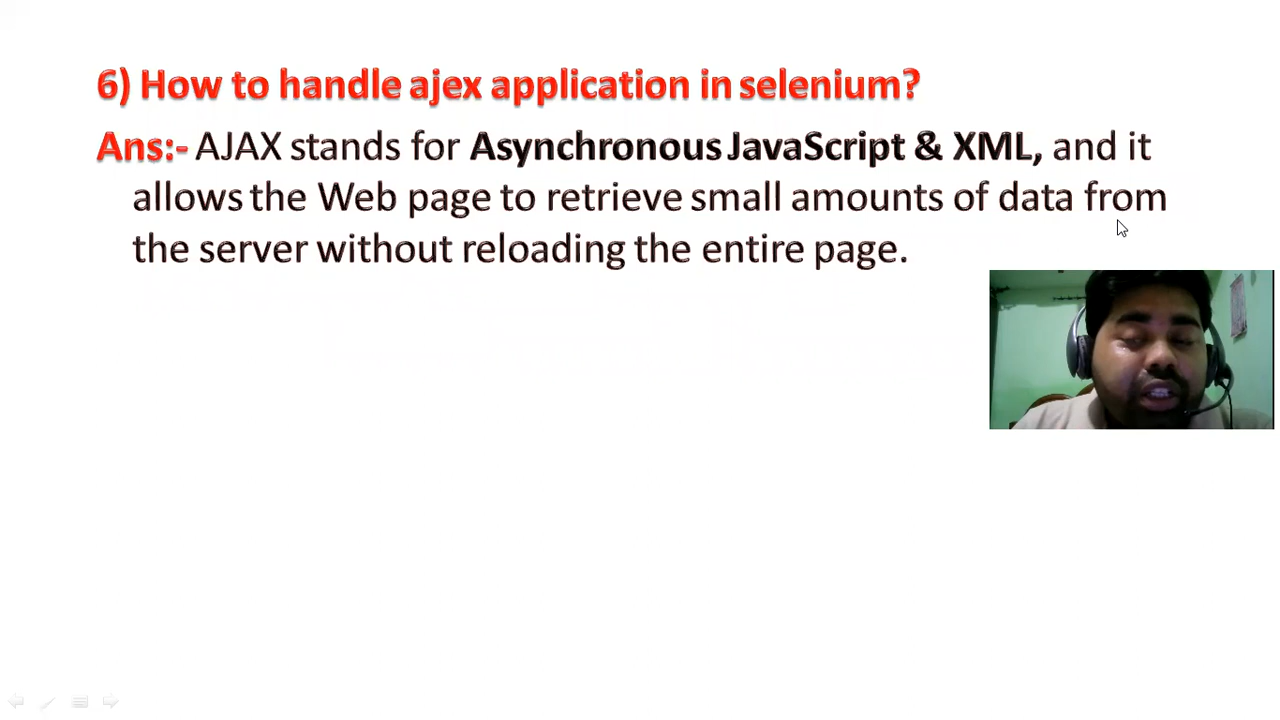 6) How to handle ajex application in selenium?
Ans:- AJAX stands for Asynchronous JavaScript & XML, and it
allows the Web page to retrieve small amounts of data from
the server without reloading the entire page.